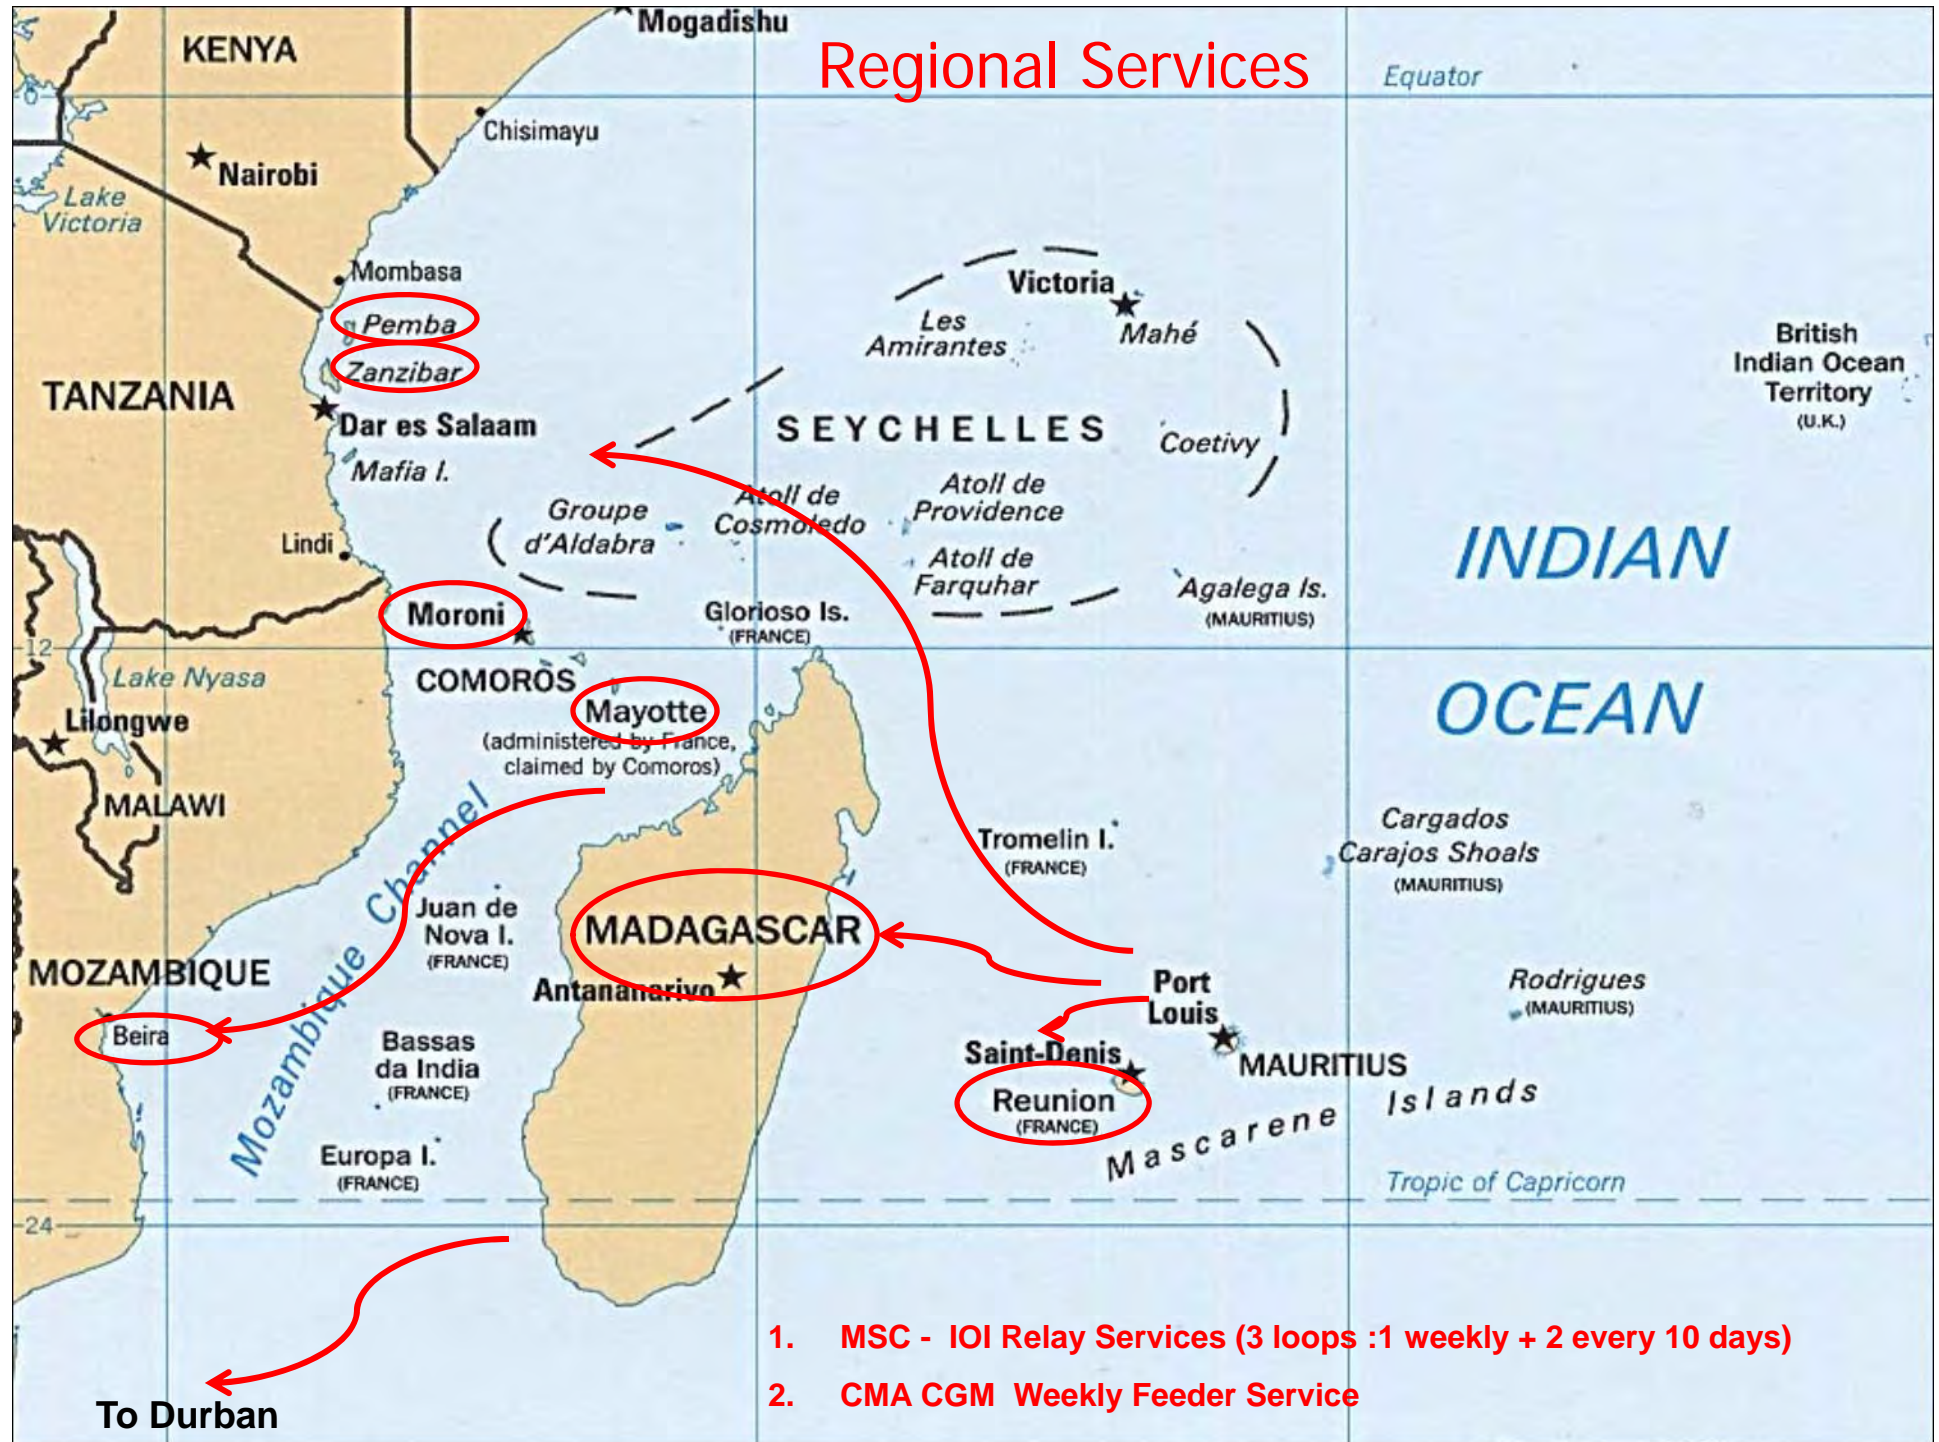 Mogadishu
KENYA
Regional Services
Equator
0
Chisimayu
Nairobi
Lake
Victoria
Mombasa
Victoria
Pemba
Les
Amirantes
Mahé
British
Indian Ocean
Territory
(U.K.)
Zanzibar
TANZANIA
Dar es Salaam
SEYCHELLES
Coetivy
Mafia I.
Groupe
d'Aldabra
Atoll de
Cosmoledo
Atoll de
Providence
Lindi
Atoll de
Farquhar
INDIAN
Agalega Is.
(MAURITIUS)
Moroni
Glorioso Is.
(FRANCE)
12
Lake Nyasa
COMOROS
OCEAN
Lilongwe
Mayotte
(administered by France,
claimed by Comoros)
MALAWI
Mozambique Channel
Tromelin I.
(FRANCE)
Cargados
Carajos Shoals
(MAURITIUS)
Juan de
Nova I.
(FRANCE)
MADAGASCAR
MOZAMBIQUE
Antananarivo
Port
Louis
Rodrigues
(MAURITIUS)
Beira
Bassas
da India
(FRANCE)
Saint-Denis
MAURITIUS
Reunion
(FRANCE)
Mascarene Islands
Europa I.
(FRANCE)
Tropic of Capricorn
24
1. MSC - IOI Relay Services (3 loops :1 weekly + 2 every 10 days)
2. CMA CGM Weekly Feeder Service
To Durban